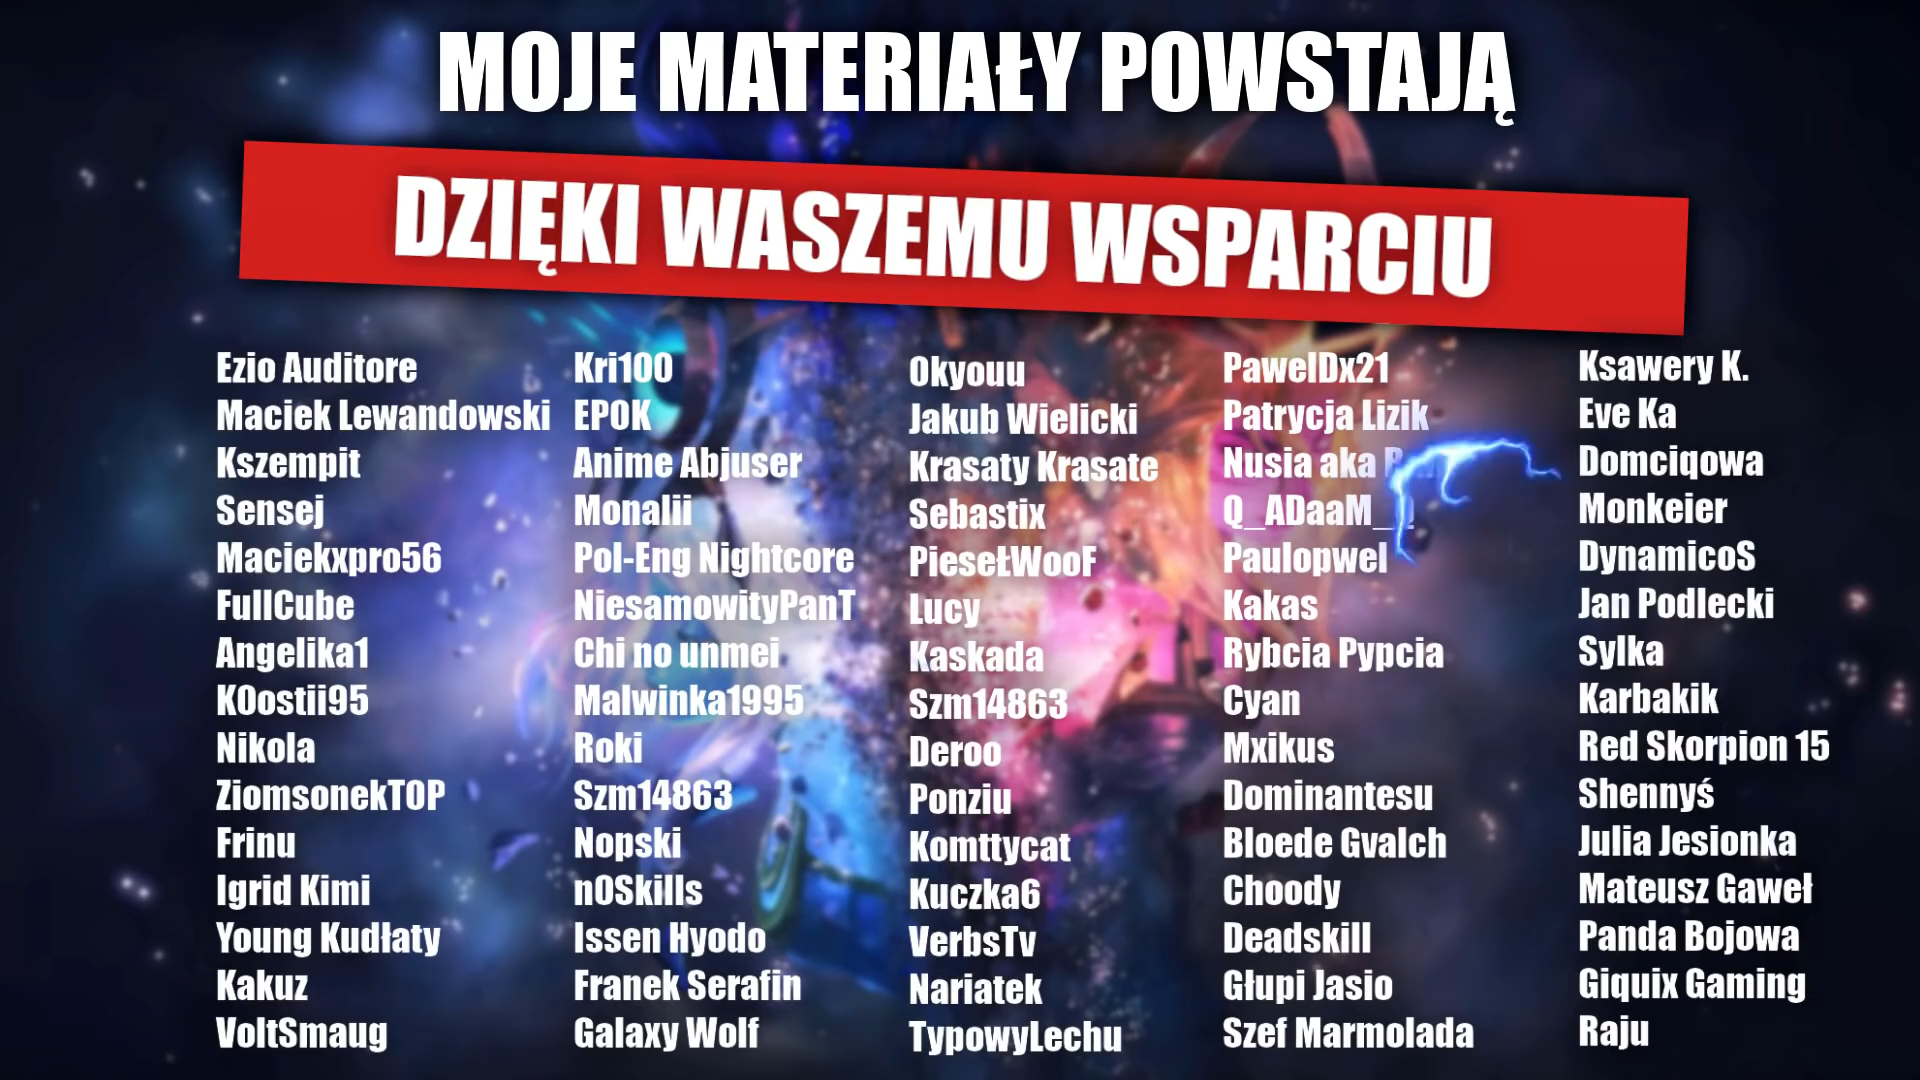 MOJE MATERIAŁY POWSTAJĄ
DZIĘKI WASZEMU WSPARCIU
Ezio Auditore
Maciek Lewandowski
Kszempit
Sensej
Maciekxpro56
FullCube
Angelika1
K0ostii95
Nikola
ZiomsonekTOP
Frinu
Igrid Kimi
Young Kudłaty
Kakuz
VoltSmaug
Kri100
EPOK
Anime Abjuser
Monalii
Pol-Eng Nightcore
NiesamowityPanT
Chi no unmei
Malwinka1995
Roki
Szm14863
Nopski
n0Skills
Issen Hyodo
Franek Serafin
Galaxy Wolf
Okyouu
Jakub Wielicki
Krasaty Krasate
Sebastix
PieseŁWooF
Lucy
Kaskada
Szm14863
Deroo
Ponziu
Komttycat
Kuczka6
VerbsTv
Nariatek
TypowyLechu
PawelDx21
Patrycja Lizik
Nusia aka
Paulopwel
Kakas
Rybcia Pypcia
Cyan
Mxikus
Dominantesu
Bloede Gvalch
Choody
Deadskill
Głupi Jasio
Szef Marmolada
Ksawery K.
Eve Ka
Domciqowa
Monkeier
DynamicoS
Jan Podlecki
Sylka
Karbakik
Red Skorpion 15
Shennyś
Julia Jesionka
Mateusz Gaweł
Panda Bojowa
Giquix Gaming
Raju